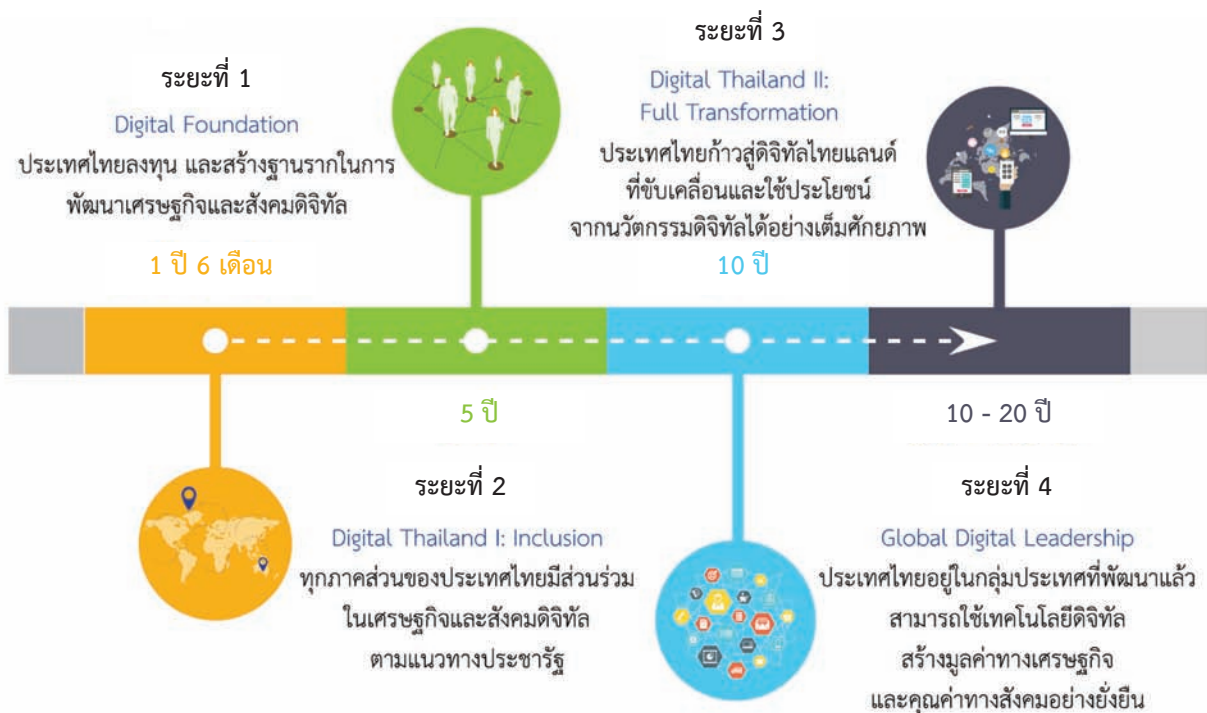 ระยะที่ 1
Digital Foundation
ประเทศไทยลงทุน และสร้างฐานรากในการ
พัฒนาเศรษฐกิจและสังคมดิจิทัล
1 ปี 6 เดือน
5 ปี
ระยะที่ 2
Digital Thailand I: Inclusion
ทุกภาคส่วนของประเทศไทยมีส่วนร่วม
ในเศรษฐกิจและสังคมดิจิทัล
ตามแนวทางประชารัฐ
ระยะที่ 3
Digital Thailand II:
Full Transformation
ประเทศไทยก้าวสู่ดิจิทัลไทยแลนด์
ที่ขับเคลื่อนและใช้ประโยชน์
จากนวัตกรรมดิจิทัลได้อย่างเต็มศักยภาพ
10 ปี
10 - 20 ปี
ระยะที่ 4
Global Digital Leadership
ประเทศไทยอยู่ในกลุ่มประเทศที่พัฒนาแล้ว
สามารถใช้เทคโนโลยีดิจิทัล
สร้างมูลค่าทางเศรษฐกิจ
และคุณค่าทางสังคมอย่างยั่งยืน